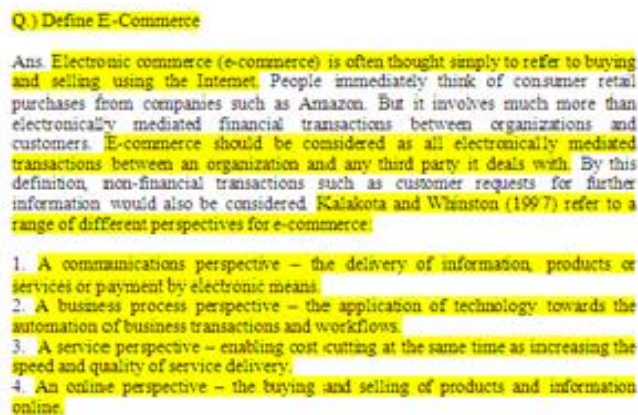 Q.) Define E-Commerce
Ans. Electronic commerce (e-commerce) is often thought simply to refer to buying
and selling using the Internet. People immediately think of consumer retail
purchases from companies such as Amazon. But it involves much more than
electronically mediated financial transactions between organizations and
customers. E-commerce should be considered as all electronically mediated
transactions between an organization and any third party it deals with. By this
definition, non-financial transactions such as customer requests for further
information would also be considered. Kalakota and Whinston (1997) refer to a
range of different perspectives for e-commerce:
1. A communications perspective – the delivery of information, products or
services or payment by electronic means.
2. A business process perspective – the application of technology towards the
automation of business transactions and workflows.
3. A service perspective – enabling cost cutting at the same time as increasing the
speed and quality of service delivery.
4. An online perspective – the buying and selling of products and information
online.